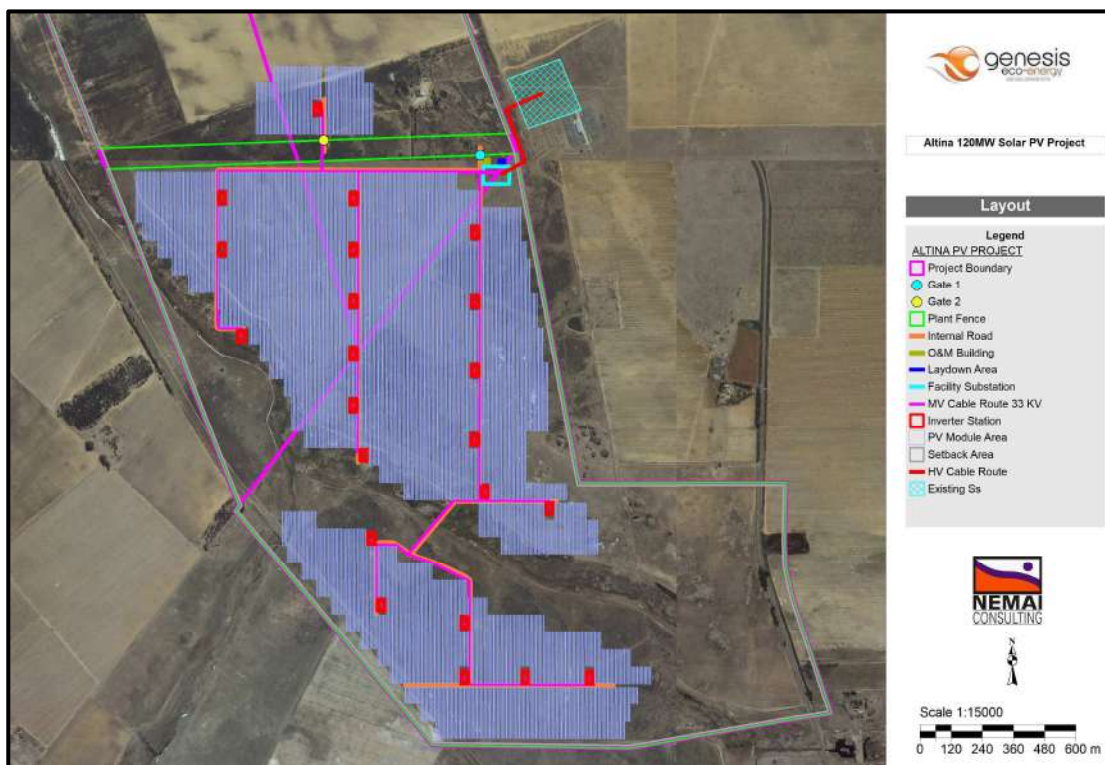 genesis
eco-energy
Altina 120MW Solar PV Project
Layout
Legend
ALTINA PV PROJECT
Project Boundary
Gate 1
Gate 2
Plant Fence
Internal Road
O&M Building
Laydown Area
Facility Substation
MV Cable Route 33 KV
Inverter Station
PV Module Area
Setback Area
HV Cable Route
Existing Ss
NEMAI
CONSULTING
N
Scale 1:15000
0 120 240 360 480 600 m